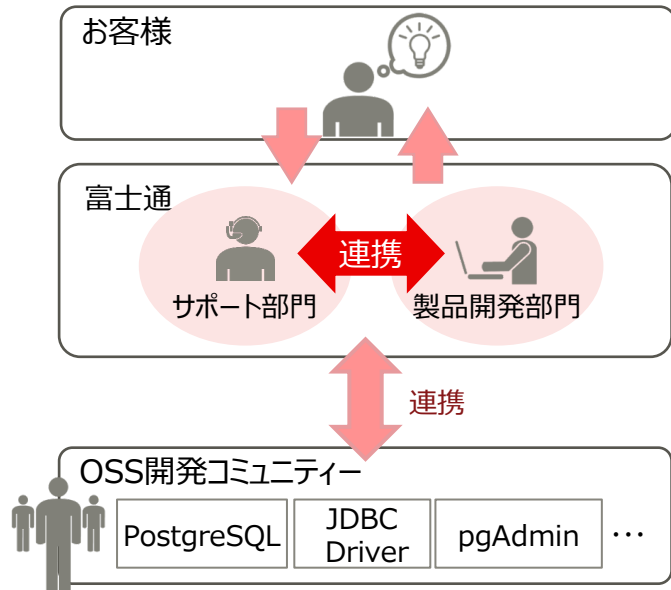 お客様
富士通
連携
サポート部門
製品開発部門
連携
OSS開発コミュニティー
PostgreSQL
JDBC
Driver
pgAdmin
…